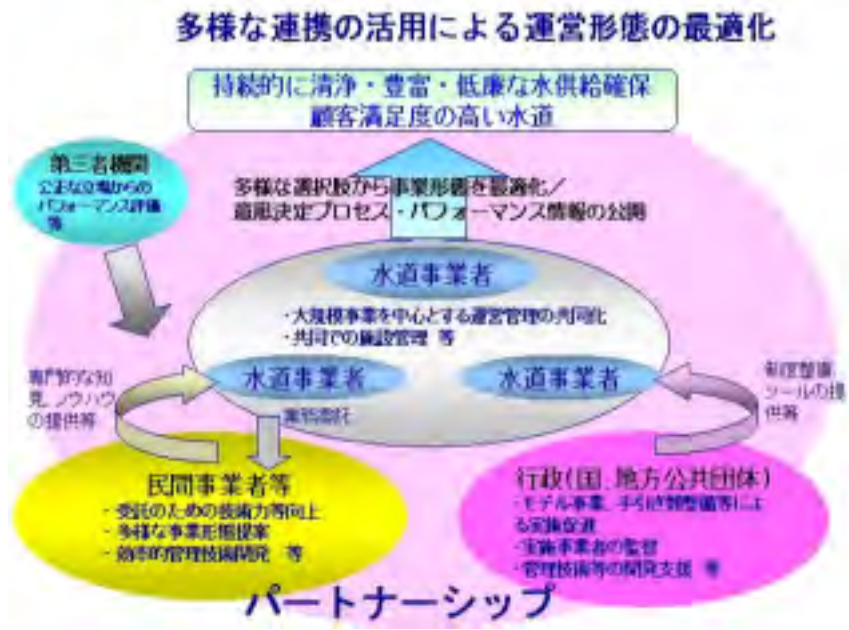 多様な連携の活用による運営形態の最適化
持続的に清浄・豊富・低廉な水供給確保
顧客満足度の高い水道
第三者機関
公正な立場からの
パフォーマンス評価
等
多様な選択肢から事業形態を最適化/
意思決定プロセス・パフォーマンス情報の公開
水道事業者
・大規模事業を中心とする運営管理の共同化
・共同での施設管理 等
水道事業者
水道事業者
専門的な知
見、ノウハウ
の提供等
制度整備、
ツールの提
供等
業務委託
民間事業者等
・受託のための技術力等向上
・多様な事業形態提案
・効率的管理技術開発 等
行政(国、地方公共団体)
・モデル事業、手引き類整備等によ
る実施促進
・実施事業者の監督
・管理技術等の開発支援 等
パートナーシップ